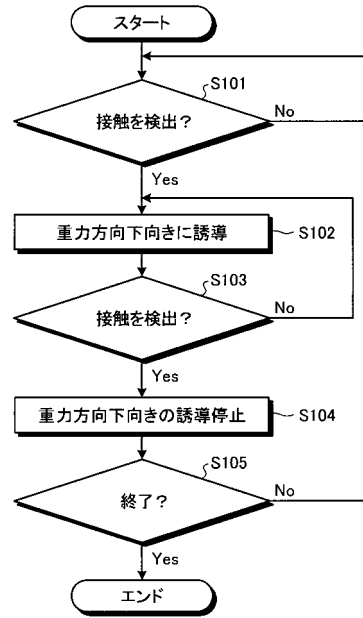 スタート
S101
接触を検出？
No
Yes
重力方向下向きに誘導
S102
S103
接触を検出？
No
Yes
重力方向下向きの誘導停止
S104
S105
終了？
No
Yes
エンド